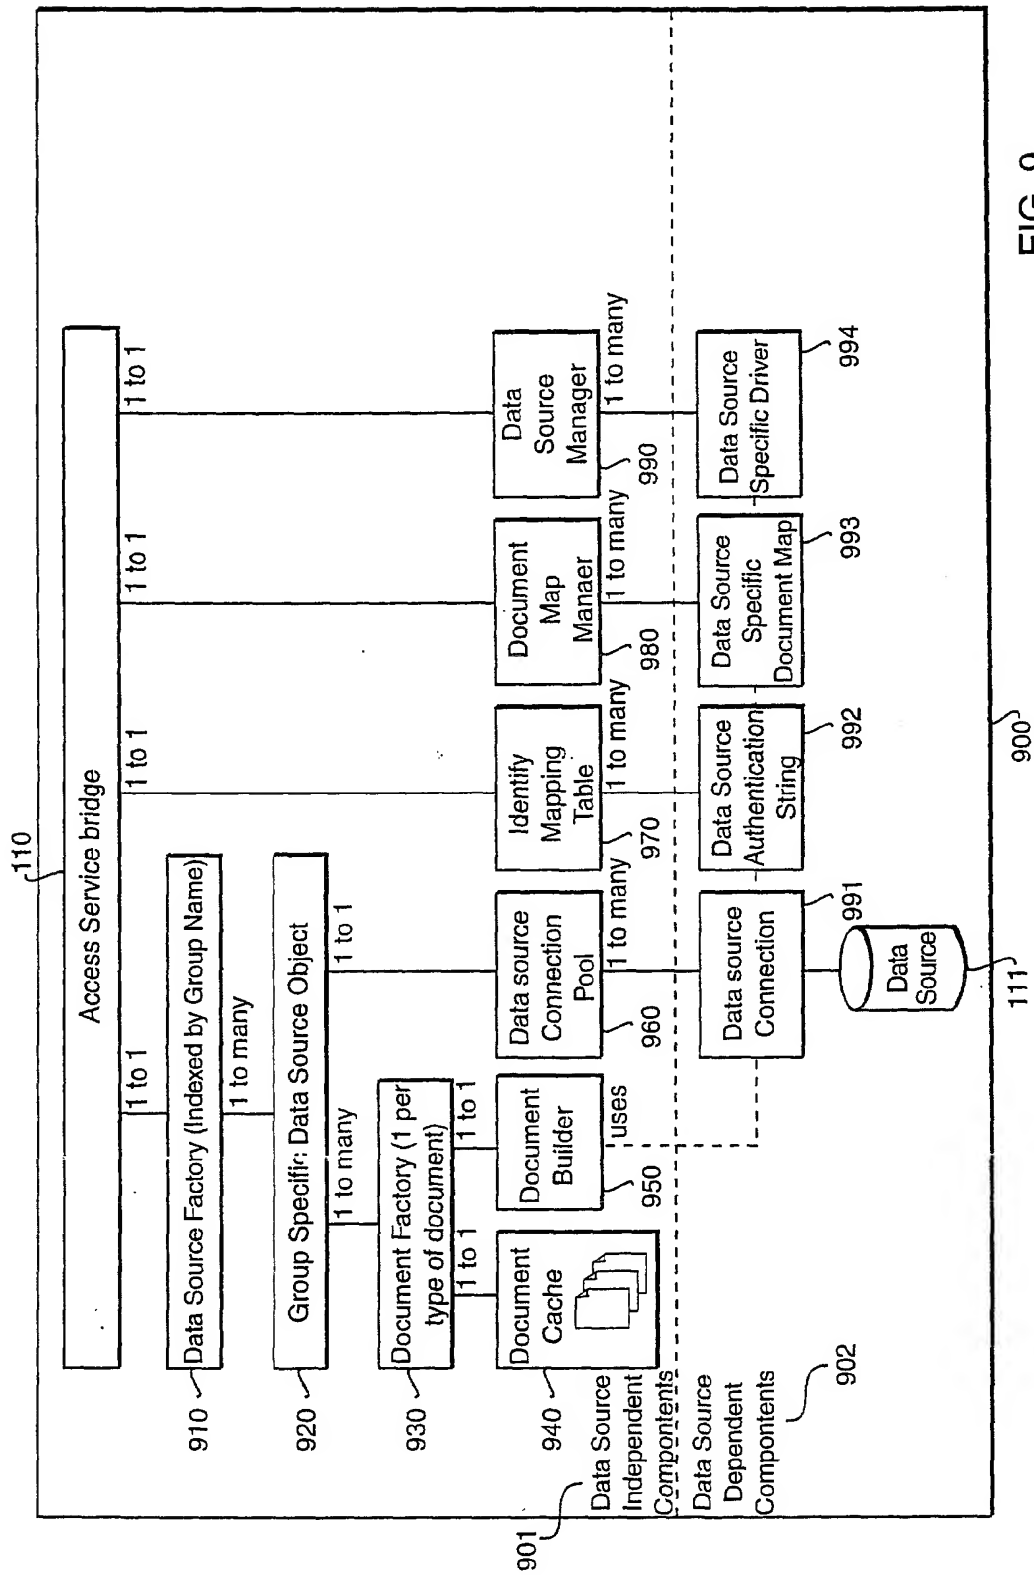 110
Access Service bridge
1 to 1
1 to 1
1 to 1
1 to 1
910
Data Source Factory (Indexed by Group Name)
1 to many
920
Group Specific Data Source Object
1 to many
1 to 1
930
Document Factory (1 per
type of document)
1 to 1
1 to 1
940
Document
Cache
Document
Builder
950
uses
Data source
Connection
Pool
960
1 to many
Identify
Mapping
Table
970
1 to many
Document
Map
Manaer
980
1 to many
Data
Source
Manager
990
1 to many
901
Data Source
Independent
Compontents
Data Source
Dependent
Compontents
902
Data source
Connection
991
Data Source
Authentication
String
992
Data Source
Specific
Document Map
993
Data Source
Specific Driver
994
Data
Source
111
900
FIG. 9